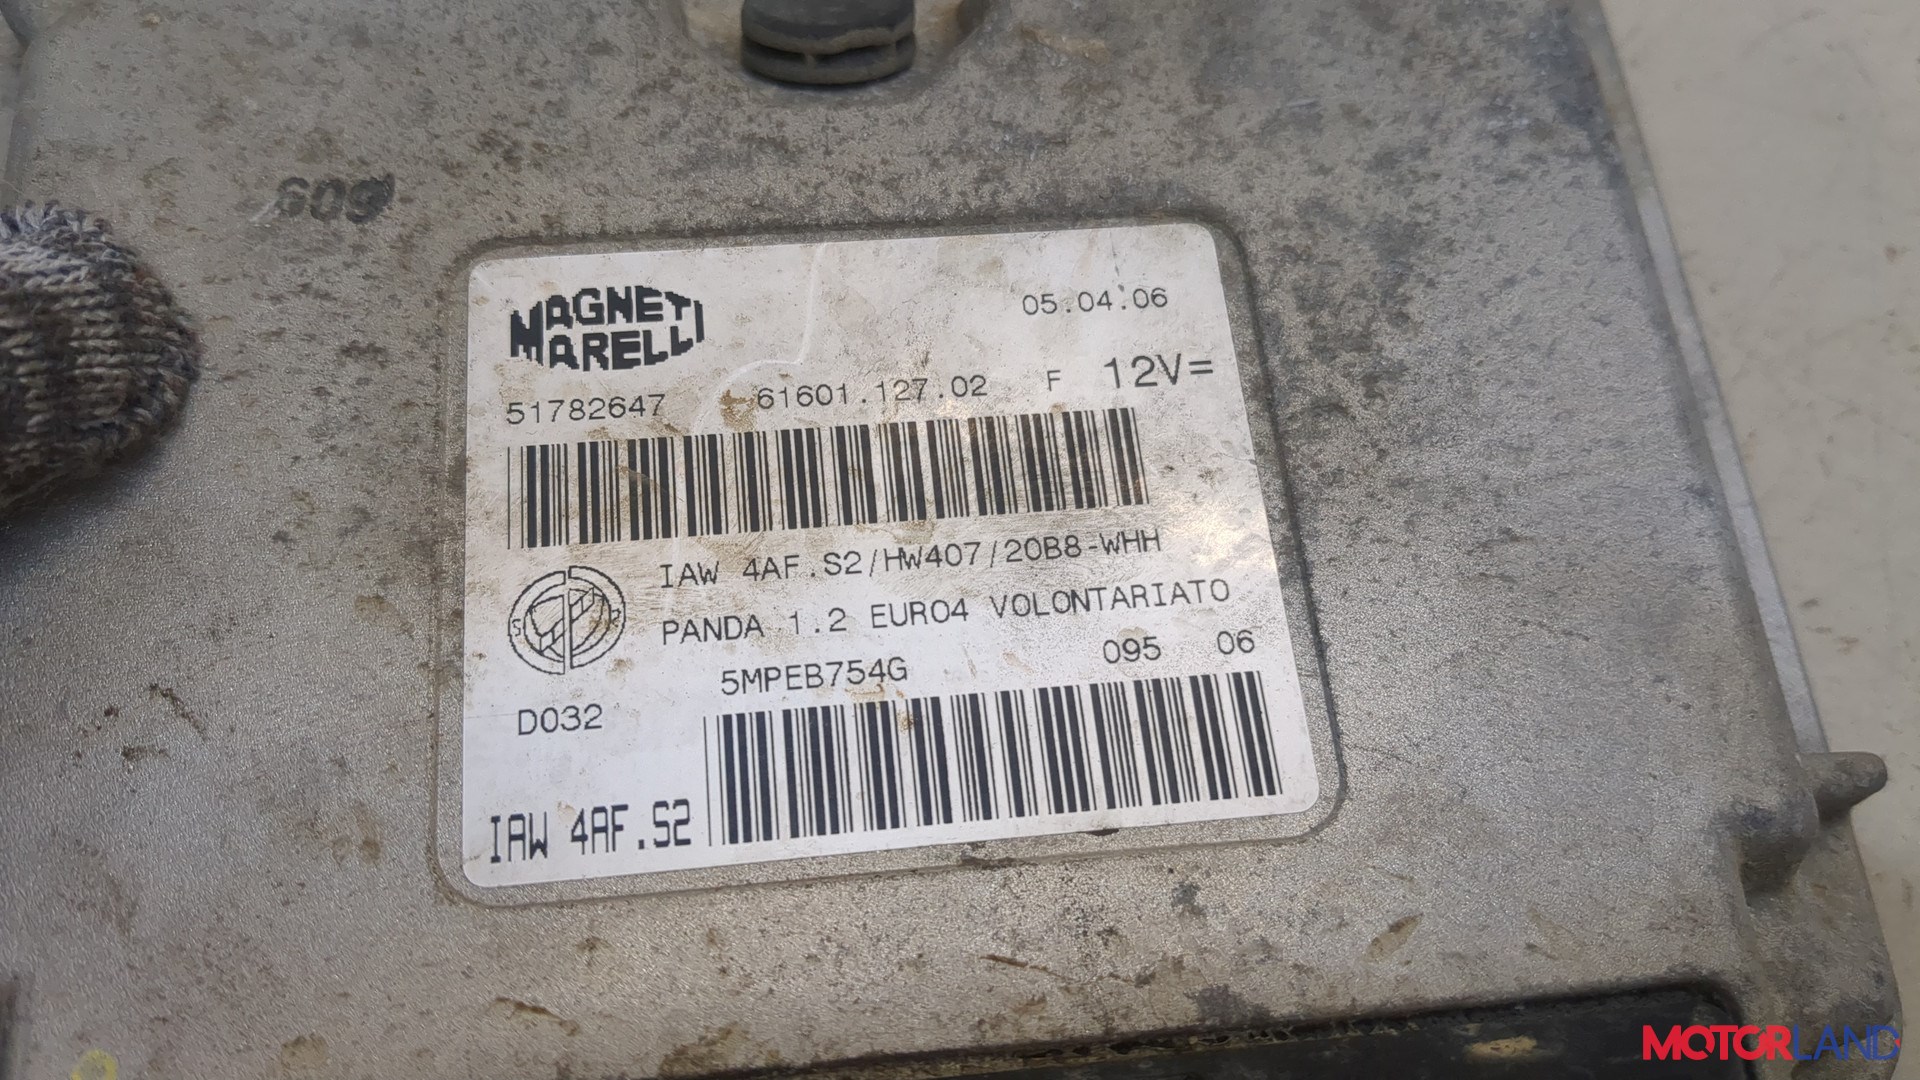 609
MAGNETI
MARELLI
05.04.06
51782647 61601.127.02 F 12V=
IAW 4AF.S2/HW407/20B8-WHH
PANDA 1.2 EURO4 VOLONTARIATO
5MPEB754G 095 06
D032
IAW 4AF.S2
MOTORLAND